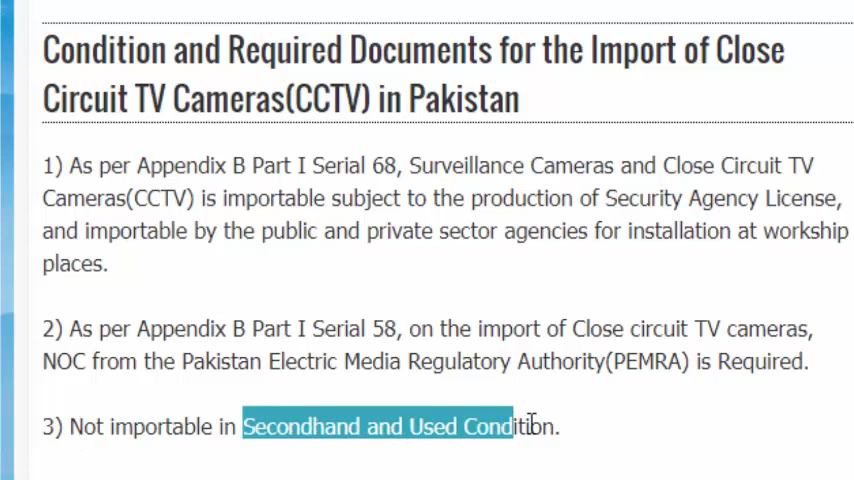 Condition and Required Documents for the Import of Close
Circuit TV Cameras(CCTV) in Pakistan
1) As per Appendix B Part I Serial 68, Surveillance Cameras and Close Circuit TV
Cameras(CCTV) is importable subject to the production of Security Agency License,
and importable by the public and private sector agencies for installation at workship
places.
2) As per Appendix B Part I Serial 58, on the import of Close circuit TV cameras,
NOC from the Pakistan Electric Media Regulatory Authority(PEMRA) is Required.
3) Not importable in Secondhand and Used Condition.